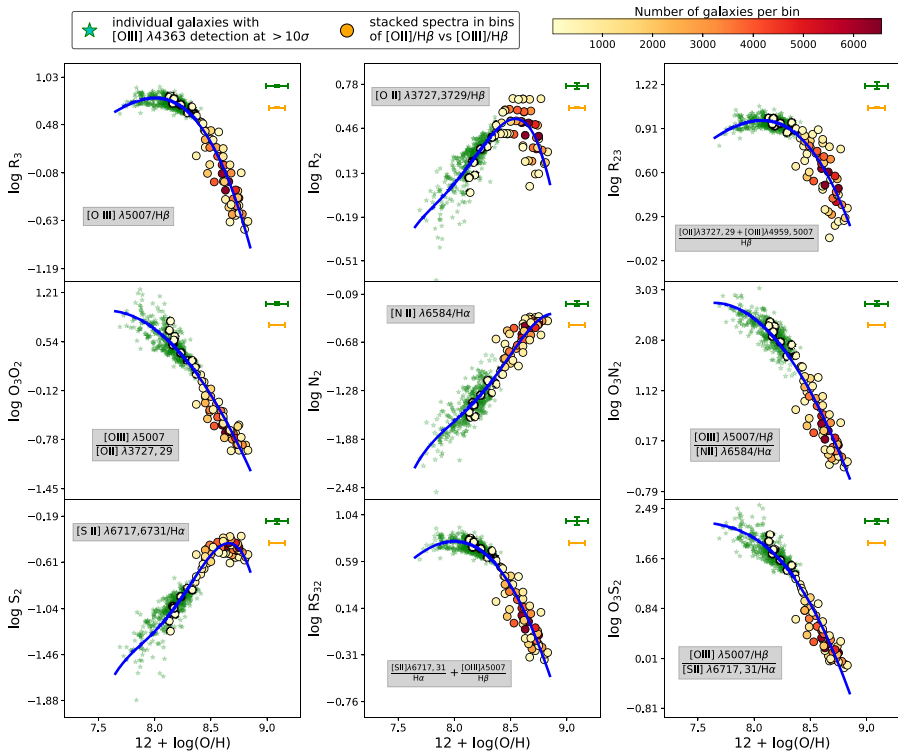 individual galaxies with
[OIII] λ4363 detection at > 10σ
stacked spectra in bins
of [OII]/Hβ vs [OIII]/Hβ
Number of galaxies per bin
1000 2000 3000 4000 5000 6000
log R3
1.03
0.48
−0.08
−0.63
−1.19
[O III] λ5007/Hβ
log R2
0.78
0.46
0.13
−0.19
−0.51
[O II] λ3727,3729/Hβ
log R23
1.22
0.91
0.60
0.29
−0.02
[OII]λ3727, 29 + [OIII]λ4959, 5007
Hβ
log O3O2
1.21
0.54
−0.12
−0.78
−1.45
[OIII] λ5007
[OII] λ3727, 29
log N2
−0.09
−0.68
−1.28
−1.88
−2.48
[N II] λ6584/Hα
log O3N2
3.03
2.08
1.12
0.17
−0.79
[OIII] λ5007/Hβ
[NII] λ6584/Hα
log S2
−0.19
−0.61
−1.04
−1.46
−1.88
[S II] λ6717,6731/Hα
7.5 8.0 8.5 9.0
12 + log(O/H)
log RS32
1.04
0.59
0.14
−0.31
−0.76
[SII]λ6717, 31 + [OIII]λ5007
Hα Hβ
7.5 8.0 8.5 9.0
12 + log(O/H)
log O3S2
2.49
1.66
0.84
0.01
−0.81
[OIII] λ5007/Hβ
[SII] λ6717, 31/Hα
7.5 8.0 8.5 9.0
12 + log(O/H)